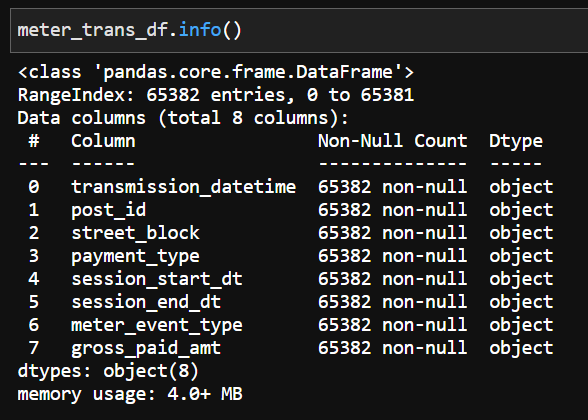 meter_trans_df.info()
<class 'pandas.core.frame.DataFrame'>
RangeIndex: 65382 entries, 0 to 65381
Data columns (total 8 columns):
 #   Column                 Non-Null Count  Dtype
---  ------                 --------------  -----
 0   transmission_datetime  65382 non-null  object
 1   post_id                65382 non-null  object
 2   street_block           65382 non-null  object
 3   payment_type           65382 non-null  object
 4   session_start_dt       65382 non-null  object
 5   session_end_dt         65382 non-null  object
 6   meter_event_type       65382 non-null  object
 7   gross_paid_amt         65382 non-null  object
dtypes: object(8)
memory usage: 4.0+ MB